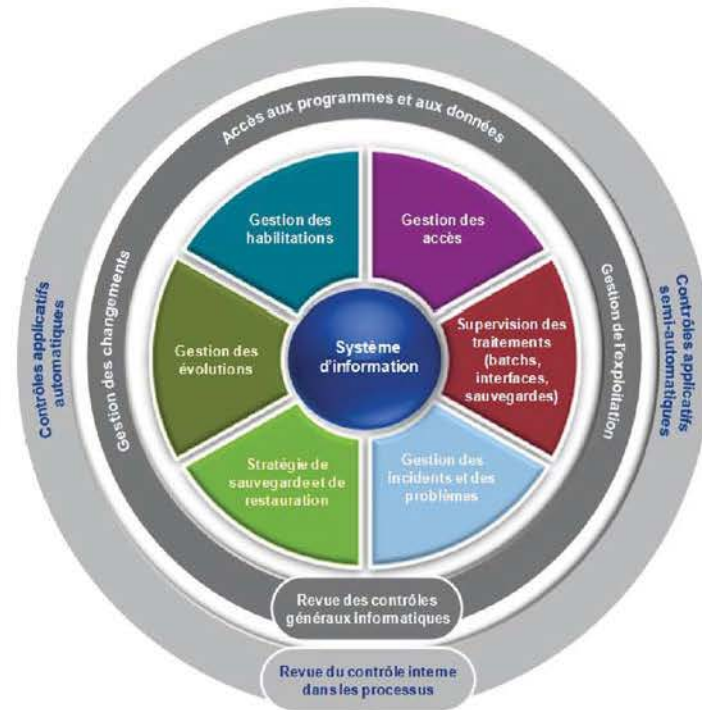 Accès aux programmes et aux données
Gestion des
habilitations
Gestion des
accès
Contrôles applicatifs
automatiques
Gestion des changements
Gestion des
évolutions
Système
d'information
Supervision des
traitements
(batchs,
interfaces,
sauvegardes)
Gestion de l'exploitation
Contrôles applicatifs
semi-automatiques
Stratégie de
sauvegarde et de
restauration
Gestion des
incidents et des
problèmes
Revue des contrôles
généraux informatiques
Revue du contrôle interne
dans les processus